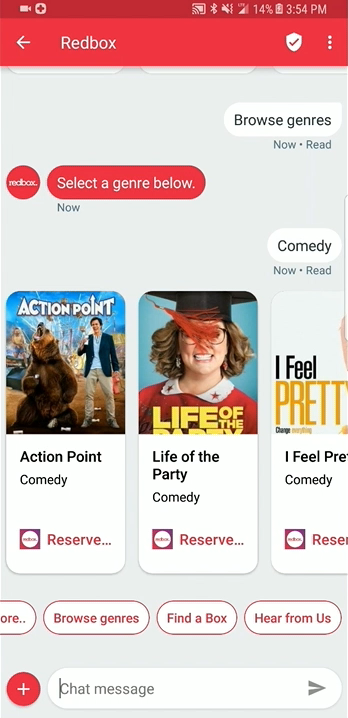 14% 3:54 PM
Redbox
Browse genres
Now • Read
redbox.
Select a genre below.
Now
Comedy
Now • Read
ACTION POINT
LIFE OF
THE
PARTY
I Feel
PRETTY
Change everything
Action Point
Comedy
redbox.
Reserve...
Life of the
Party
Comedy
redbox.
Reserve...
I Feel Pre
Comedy
redbox.
Reser
ore..
Browse genres
Find a Box
Hear from Us
Chat message